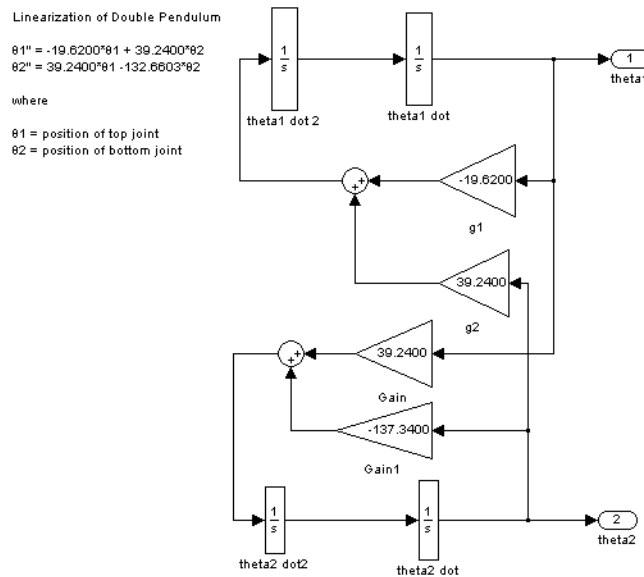 Linearization of Double Pendulum
θ1'' = -19.6200*θ1 + 39.2400*θ2
θ2'' = 39.2400*θ1 -132.6603*θ2
where
θ1 = position of top joint
θ2 = position of bottom joint
1
s
theta1 dot 2
1
s
theta1 dot
1
theta1
+
+
-19.6200
g1
39.2400
g2
+
+
39.2400
Gain
-137.3400
Gain1
1
s
theta2 dot2
1
s
theta2 dot
2
theta2